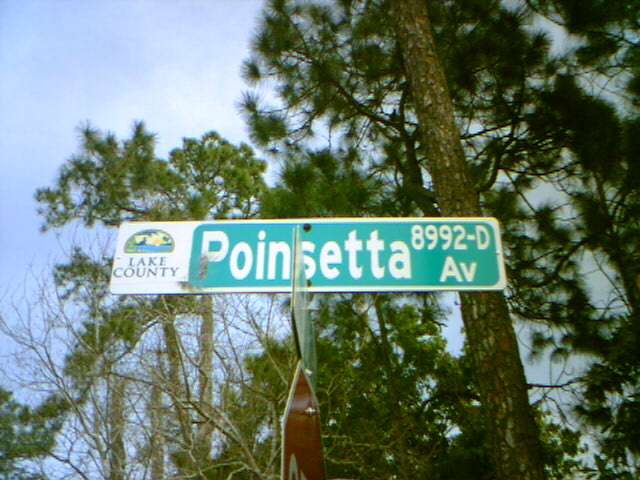 LAKE
COUNTY
Poinsetta
8992-D
Av